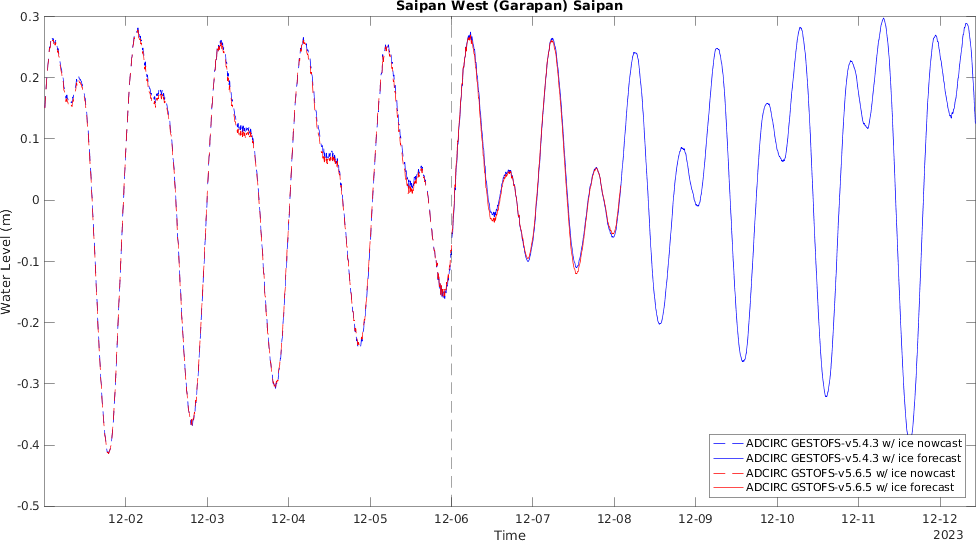 Saipan West (Garapan) Saipan
0.3
0.2
0.1
0
-0.1
-0.2
-0.3
-0.4
-0.5
Water Level (m)
ADCIRC GESTOFS-v5.4.3 w/ ice nowcast
ADCIRC GESTOFS-v5.4.3 w/ ice forecast
ADCIRC GSTOFS-v5.6.5 w/ ice nowcast
ADCIRC GSTOFS-v5.6.5 w/ ice forecast
12-02 12-03 12-04 12-05 12-06 12-07 12-08 12-09 12-10 12-11 12-12
Time
2023